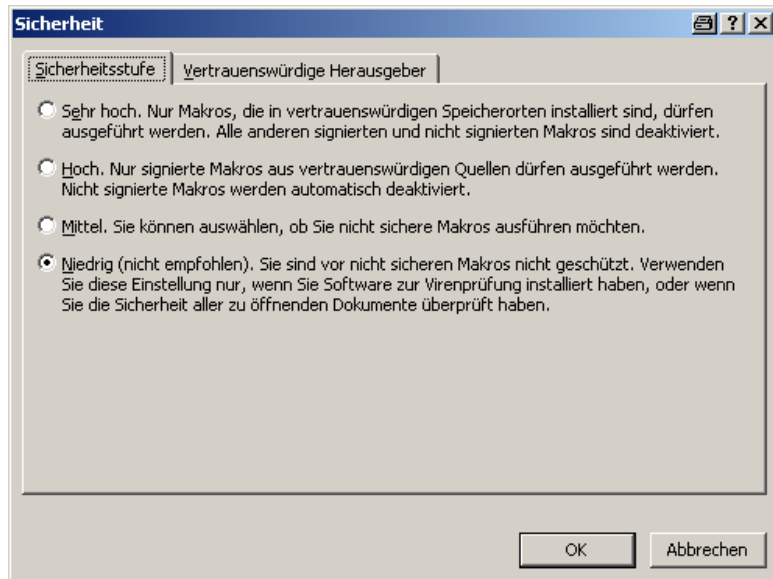 Sicherheit
Sicherheitsstufe
Vertrauenswürdige Herausgeber
Sehr hoch. Nur Makros, die in vertrauenswürdigen Speicherorten installiert sind, dürfen
ausgeführt werden. Alle anderen signierten und nicht signierten Makros sind deaktiviert.
Hoch. Nur signierte Makros aus vertrauenswürdigen Quellen dürfen ausgeführt werden.
Nicht signierte Makros werden automatisch deaktiviert.
Mittel. Sie können auswählen, ob Sie nicht sichere Makros ausführen möchten.
Niedrig (nicht empfohlen). Sie sind vor nicht sicheren Makros nicht geschützt. Verwenden
Sie diese Einstellung nur, wenn Sie Software zur Virenprüfung installiert haben, oder wenn
Sie die Sicherheit aller zu öffnenden Dokumente überprüft haben.
OK
Abbrechen